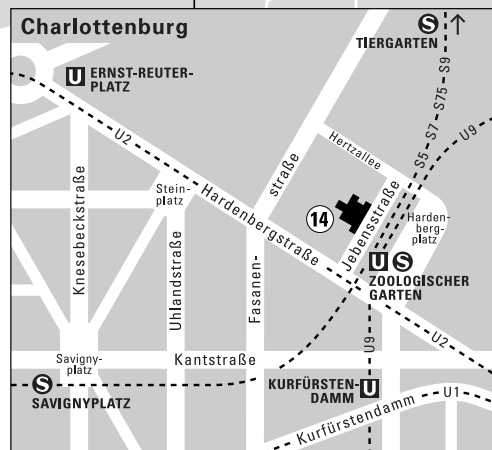 Charlottenburg
S
TIERGARTEN
↑
U ERNST-REUTER-
PLATZ
S5 · S7 · S75 · S9
U9
U2
Hertzallee
straße
Stein-
platz
Hardenbergstraße
14
Jebensstraße
Harden-
berg-
platz
Knesebeckstraße
Uhlandstraße
Fasanen-
U S
ZOOLOGISCHER
GARTEN
U2
U9
Savigny-
platz
Kantstraße
S
SAVIGNYPLATZ
KURFÜRSTEN-
DAMM
U
U1
Kurfürstendamm